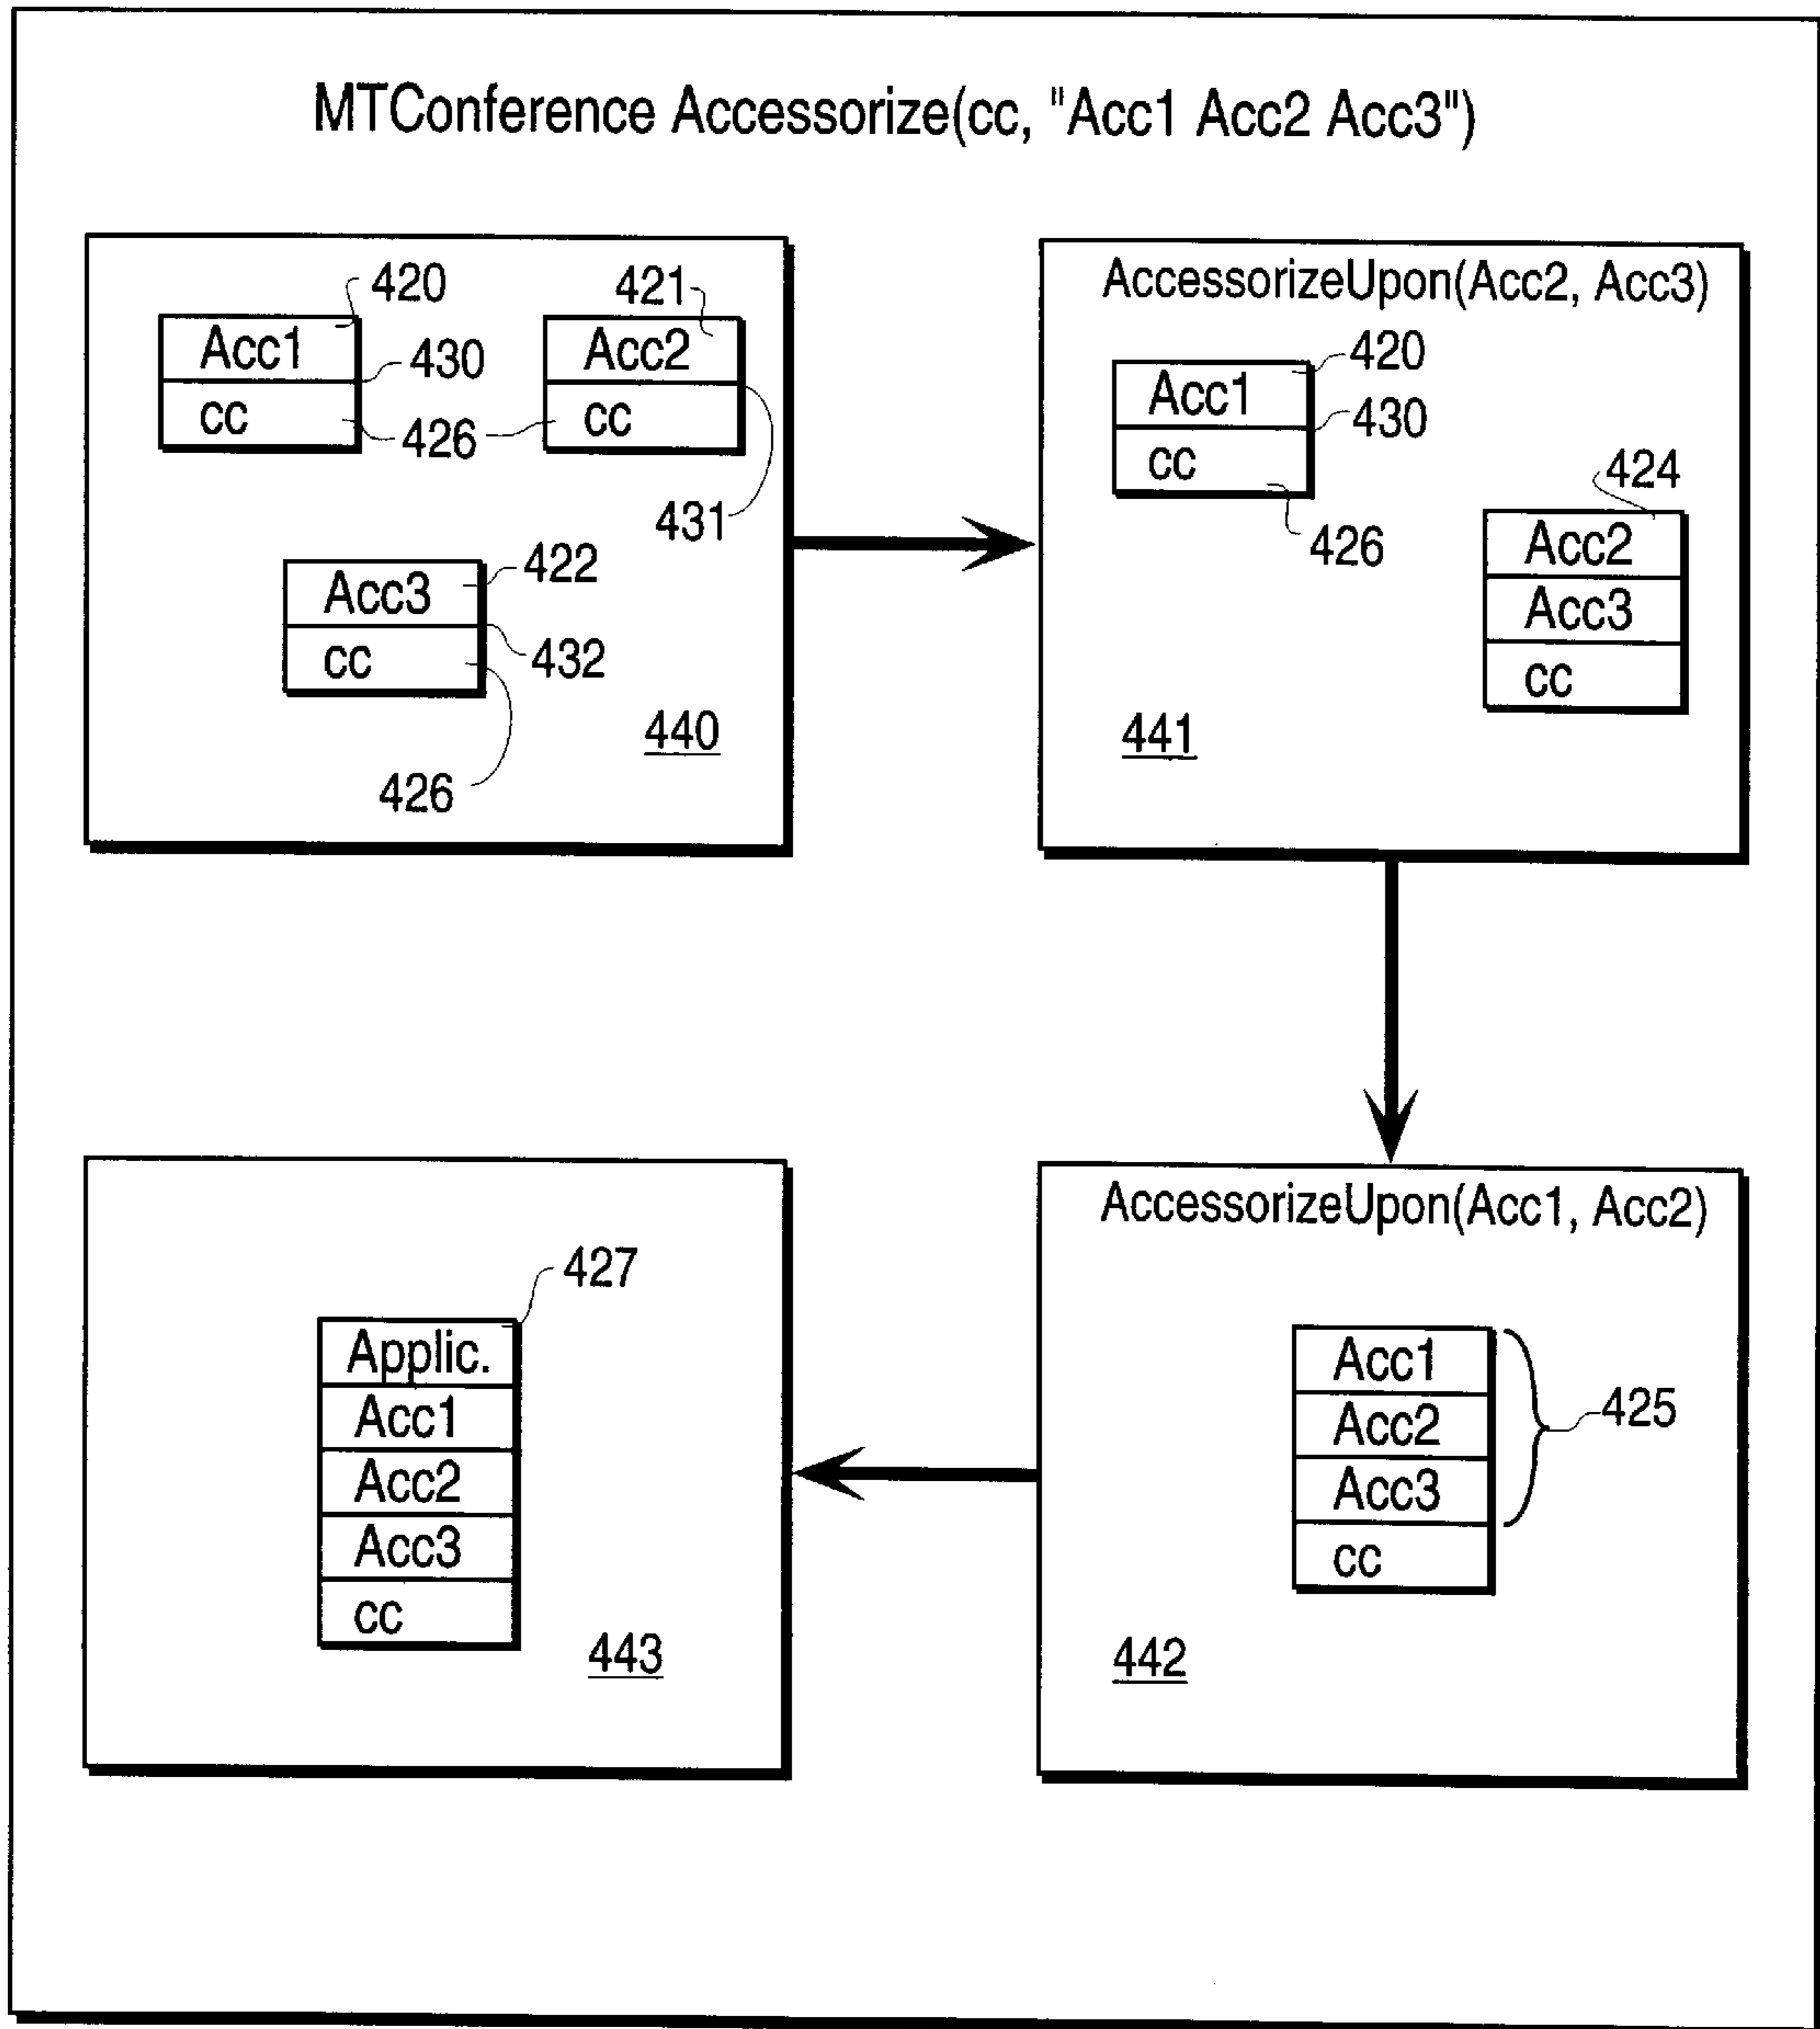 MTConference Accessorize(cc, "Acc1 Acc2 Acc3")
420
Acc1
430
cc
426
421
Acc2
cc
431
422
Acc3
432
cc
426
440
AccessorizeUpon(Acc2, Acc3)
420
Acc1
430
cc
426
424
Acc2
Acc3
cc
441
AccessorizeUpon(Acc1, Acc2)
Acc1
Acc2
Acc3
cc
425
442
427
Applic.
Acc1
Acc2
Acc3
cc
443